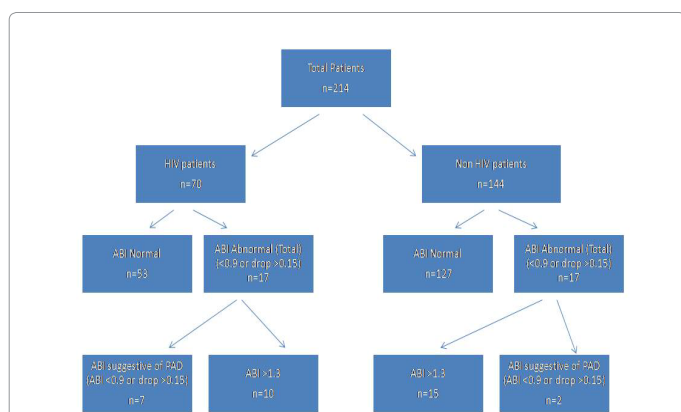 Total Patients
n=214
HIV patients
n=70
Non HIV patients
n=144
ABI Normal
n=53
ABI Abnormal (Total)
(<0.9 or drop >0.15)
n=17
ABI Normal
n=127
ABI Abnormal (Total)
(<0.9 or drop >0.15)
n=17
ABI suggestive of PAD
(ABI <0.9 or drop >0.15)
n=7
ABI >1.3
n=10
ABI >1.3
n=15
ABI suggestive of PAD
(ABI <0.9 or drop >0.15)
n=2